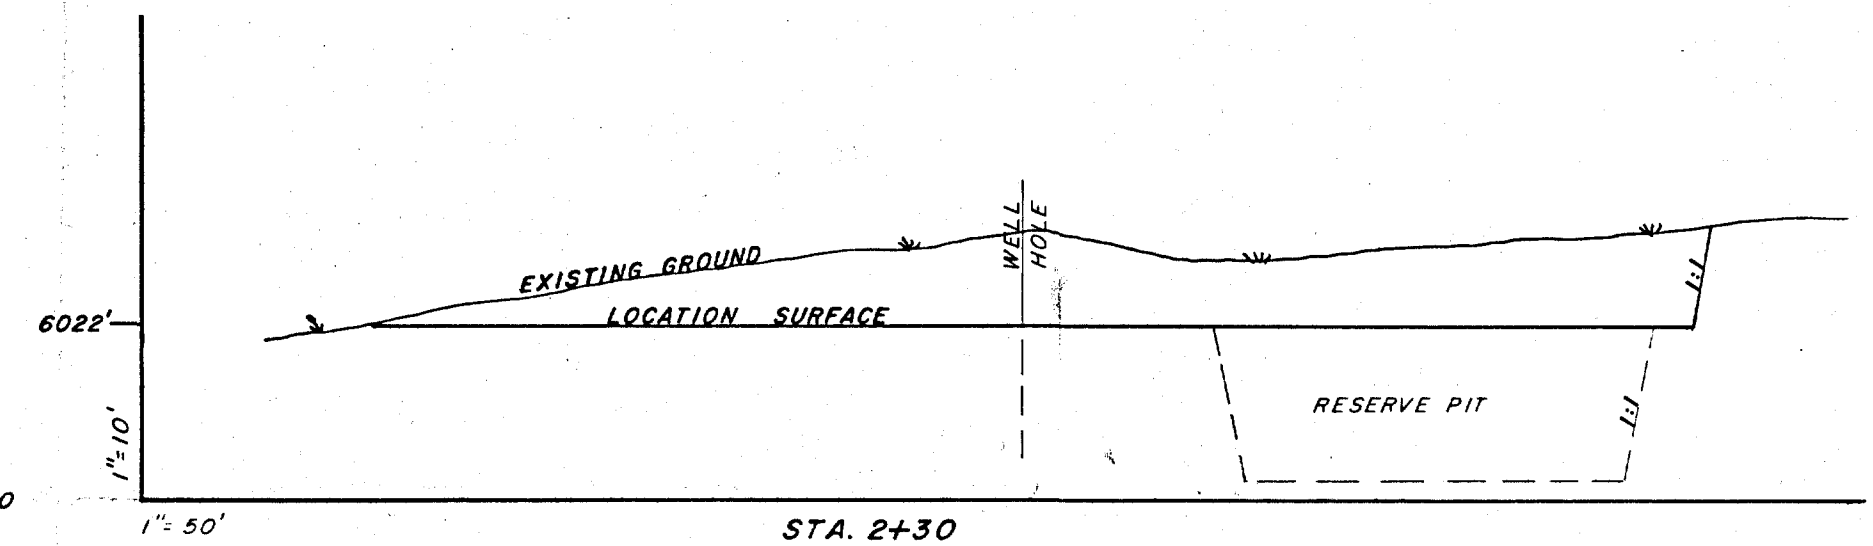 WELL
HOLE
EXISTING GROUND
LOCATION SURFACE
6022'
1:1
RESERVE PIT
1:1
1"=10'
0
1"=50'
STA. 2+30